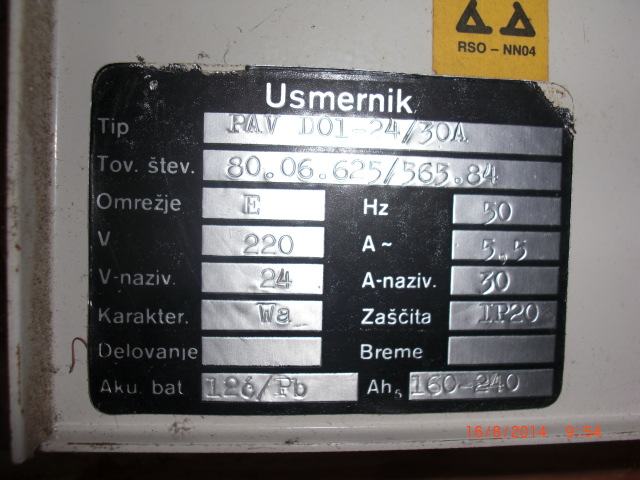 RSO - NN04
Usmernik
Tip PAV D01-24/30A
Tov. štev. 80.06.625/565.84
Omrežje E Hz 50
V 220 A~ 5,5
V-naziv. 24 A-naziv. 30
Karakter. Wa Zaščita IP20
Delovanje Breme
Aku. bat 12č/Pb Ah₅ 160-240
16/8/2014 9:54